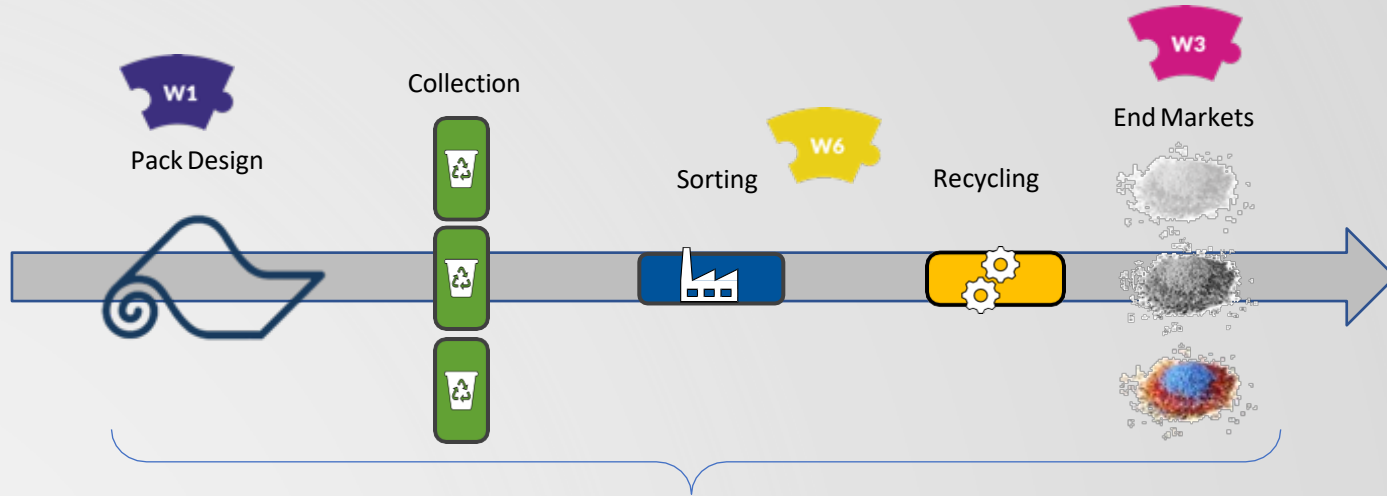 W1
Pack Design
Collection
Sorting
W6
Recycling
W3
End Markets